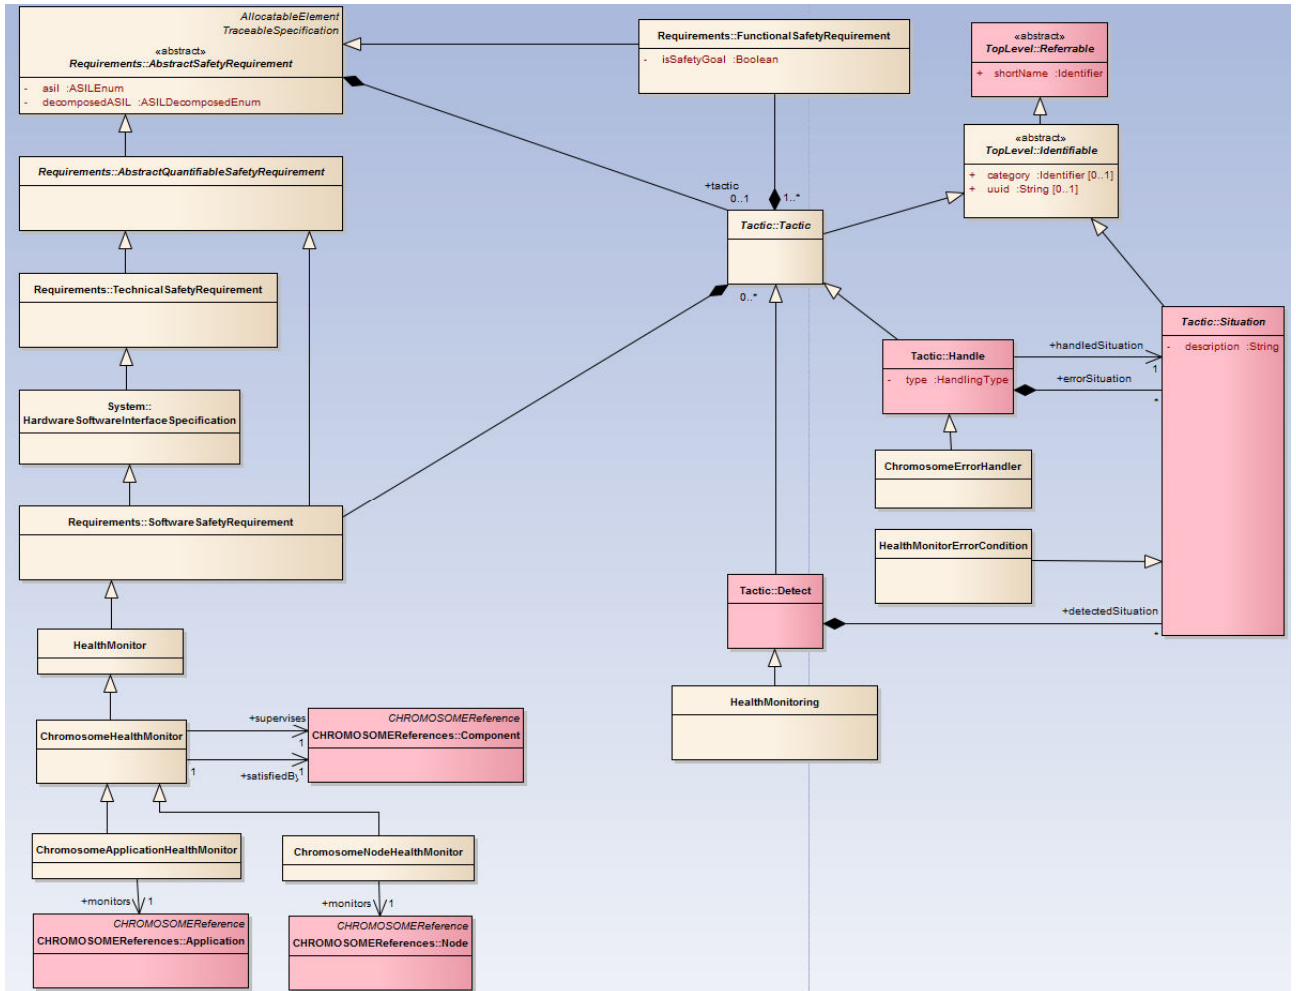 AllocatableElement
TraceableSpecification
«abstract»
Requirements::AbstractSafetyRequirement
- asil :ASILEnum
- decomposedASIL :ASILDecomposedEnum
Requirements::FunctionalSafetyRequirement
- isSafetyGoal :Boolean
«abstract»
TopLevel::Referrable
+ shortName :Identifier
«abstract»
TopLevel::Identifiable
+ category :Identifier [0..1]
+ uuid :String [0..1]
Requirements::AbstractQuantifiableSafetyRequirement
+tactic
0..1
1..*
Tactic::Tactic
0..*
Requirements::TechnicalSafetyRequirement
Tactic::Situation
- description :String
Tactic::Handle
- type :HandlingType
+handledSituation
1
+errorSituation
*
System::
HardwareSoftwareInterfaceSpecification
ChromosomeErrorHandler
Requirements::SoftwareSafetyRequirement
HealthMonitorErrorCondition
Tactic::Detect
+detectedSituation
*
HealthMonitor
HealthMonitoring
ChromosomeHealthMonitor
+supervises
1
1
+satisfiedBy
1
CHROMOSOMEReference
CHROMOSOMEReferences::Component
ChromosomeApplicationHealthMonitor
ChromosomeNodeHealthMonitor
+monitors
1
+monitors
1
CHROMOSOMEReference
CHROMOSOMEReferences::Application
CHROMOSOMEReference
CHROMOSOMEReferences::Node